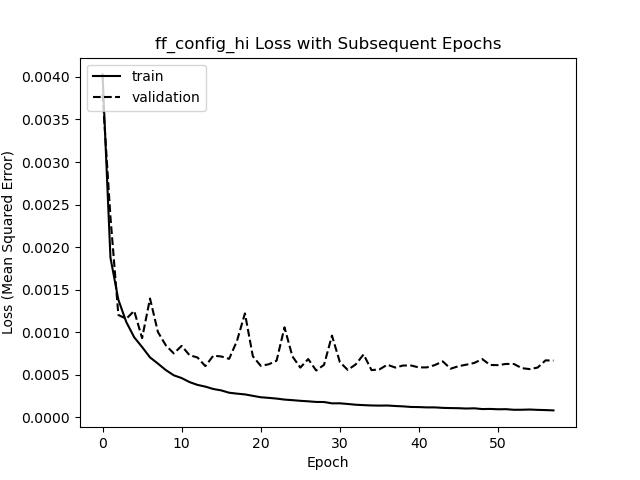 ff_config_hi Loss with Subsequent Epochs
train
validation
0.0040
0.0035
0.0030
0.0025
0.0020
0.0015
0.0010
0.0005
0.0000
Loss (Mean Squared Error)
0 10 20 30 40 50
Epoch